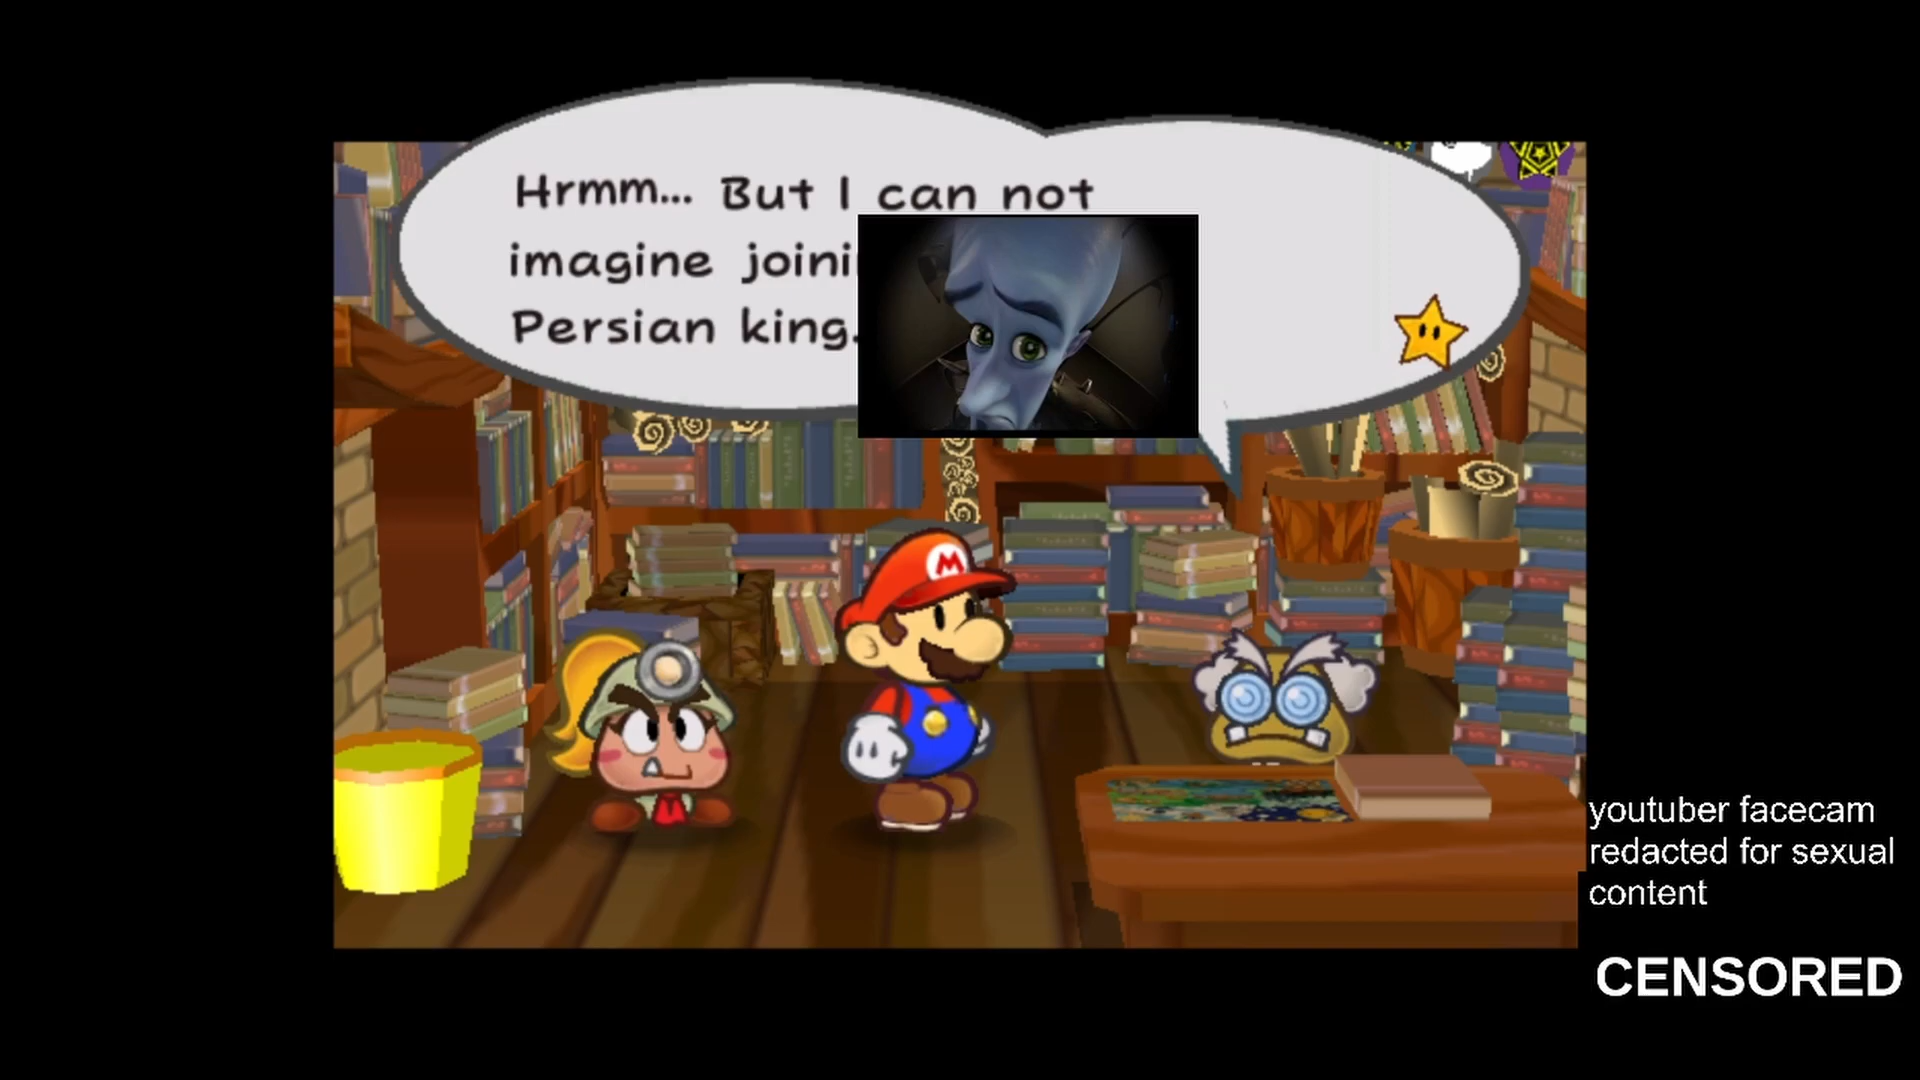 Hrmm... But I can not
imagine joini
Persian king.
M
youtuber facecam
redacted for sexual
content
CENSORED